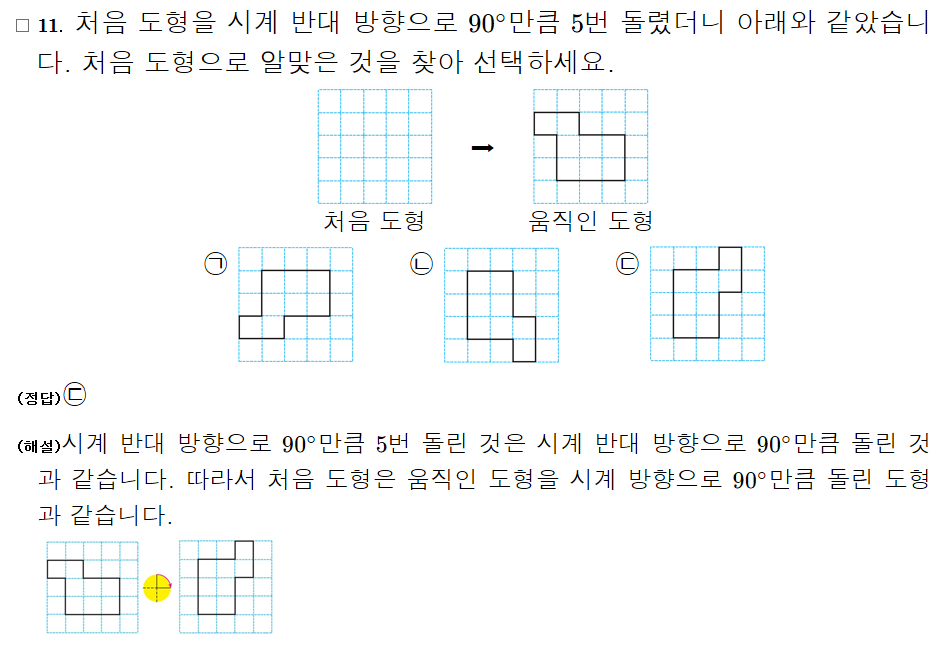 □ 11. 처음 도형을 시계 반대 방향으로 90°만큼 5번 돌렸더니 아래와 같았습니
다. 처음 도형으로 알맞은 것을 찾아 선택하세요.
처음 도형 움직인 도형
㉠ ㉡ ㉢
(정답)㉢
(해설)시계 반대 방향으로 90°만큼 5번 돌린 것은 시계 반대 방향으로 90°만큼 돌린 것
과 같습니다. 따라서 처음 도형은 움직인 도형을 시계 방향으로 90°만큼 돌린 도형
과 같습니다.